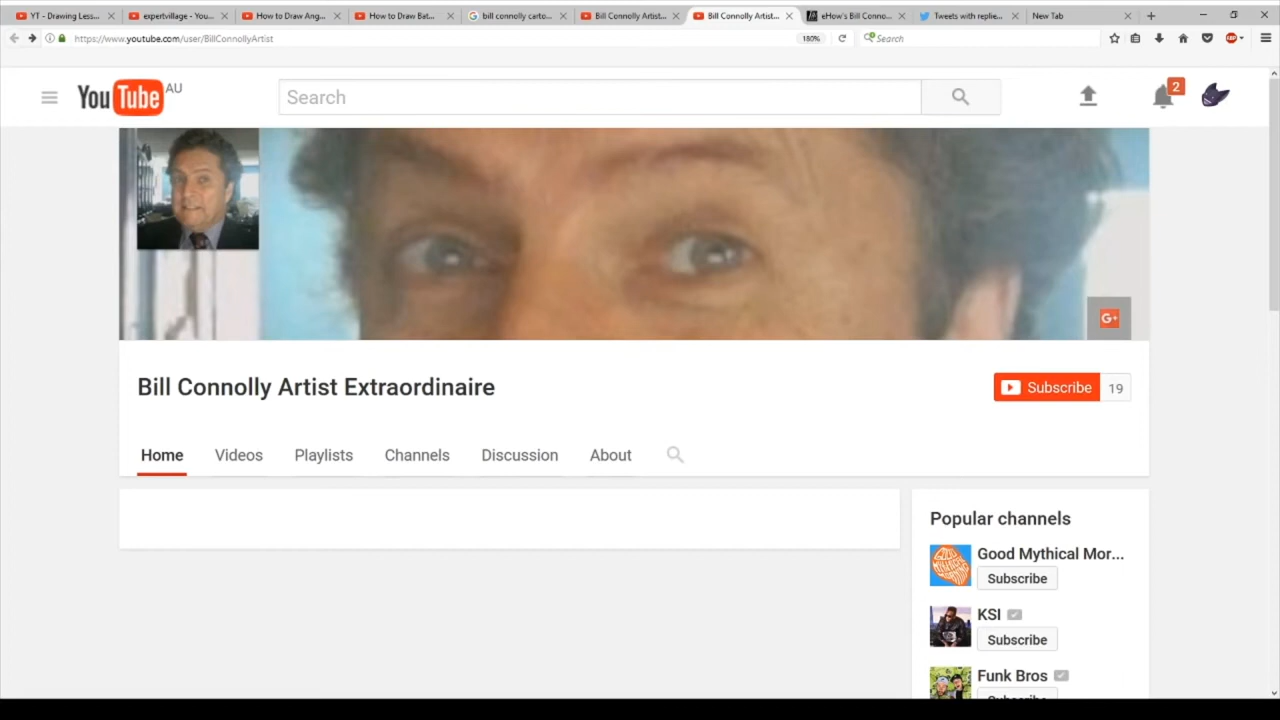 YT - Drawing Less...
expertvillage - You...
How to Draw Ang...
How to Draw Bat...
bill connolly carto...
Bill Connolly Artist...
Bill Connolly Artist...
eHow's Bill Conno...
Tweets with replie...
New Tab
https://www.youtube.com/user/BillConnollyArtist
180%
Search
ABP
YouTube AU
Search
2
G+
Bill Connolly Artist Extraordinaire
Subscribe 19
Home Videos Playlists Channels Discussion About
Popular channels
Good Mythical Mor...
Subscribe
KSI
Subscribe
Funk Bros
Subscribe